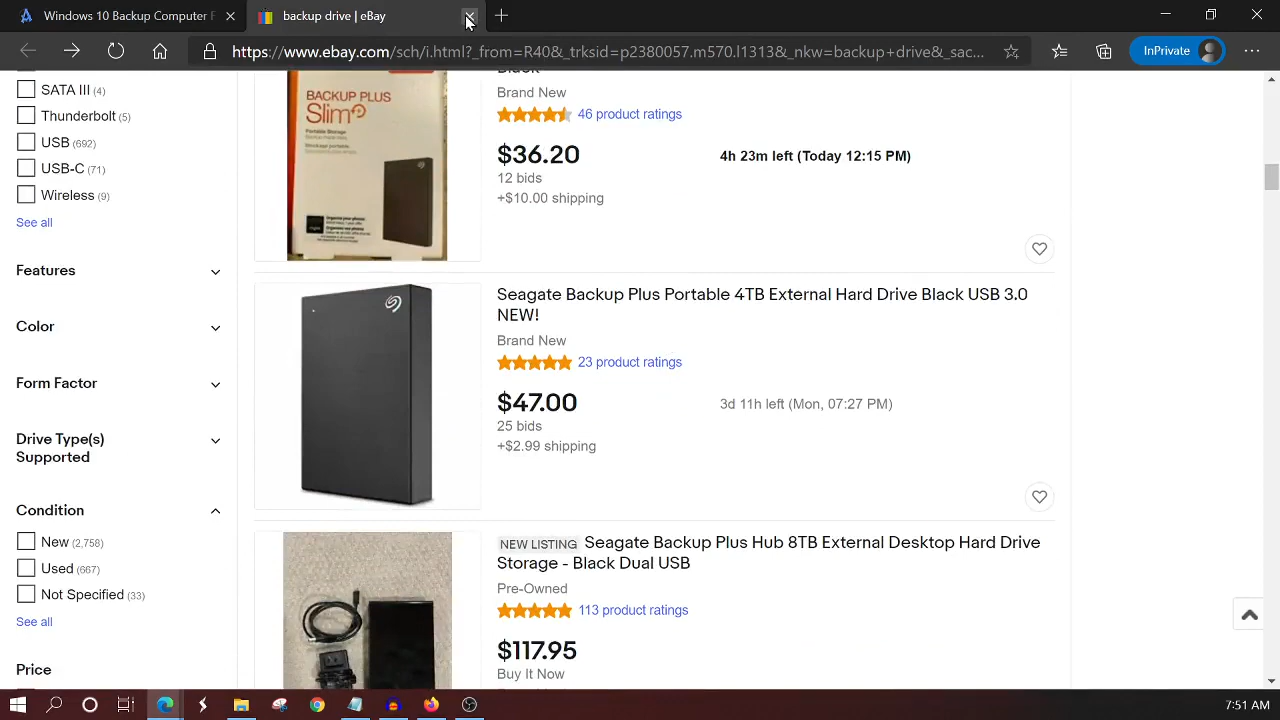 Windows 10 Backup Computer F
backup drive | eBay
https://www.ebay.com/sch/i.html?_from=R40&_trksid=p2380057.m570.l1313&_nkw=backup+drive&_sac...
InPrivate
SATA III (4)
Thunderbolt (5)
USB (892)
USB-C (71)
Wireless (9)
See all
Features
Color
Form Factor
Drive Type(s)
Supported
Condition
New (2,758)
Used (667)
Not Specified (33)
See all
Price
BACKUP PLUS
Slim+
Portable Storage
Black
Brand New
46 product ratings
$36.20
4h 23m left (Today 12:15 PM)
12 bids
+$10.00 shipping
Seagate Backup Plus Portable 4TB External Hard Drive Black USB 3.0
NEW!
Brand New
23 product ratings
$47.00
3d 11h left (Mon, 07:27 PM)
25 bids
+$2.99 shipping
NEW LISTING Seagate Backup Plus Hub 8TB External Desktop Hard Drive
Storage - Black Dual USB
Pre-Owned
113 product ratings
$117.95
Buy It Now
7:51 AM